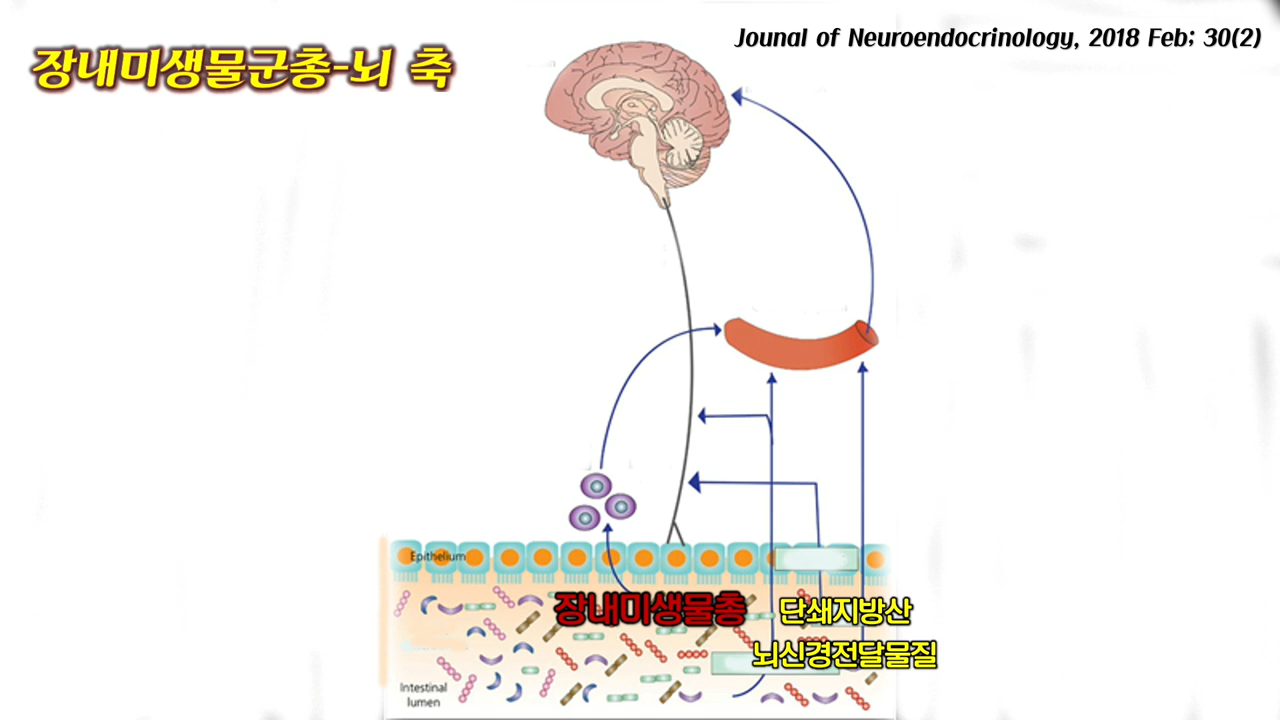 장내미생물군총-뇌 축
Jounal of Neuroendocrinology, 2018 Feb; 30(2)
Epithelium
장내미생물총
단쇄지방산
뇌신경전달물질
Intestinal
lumen